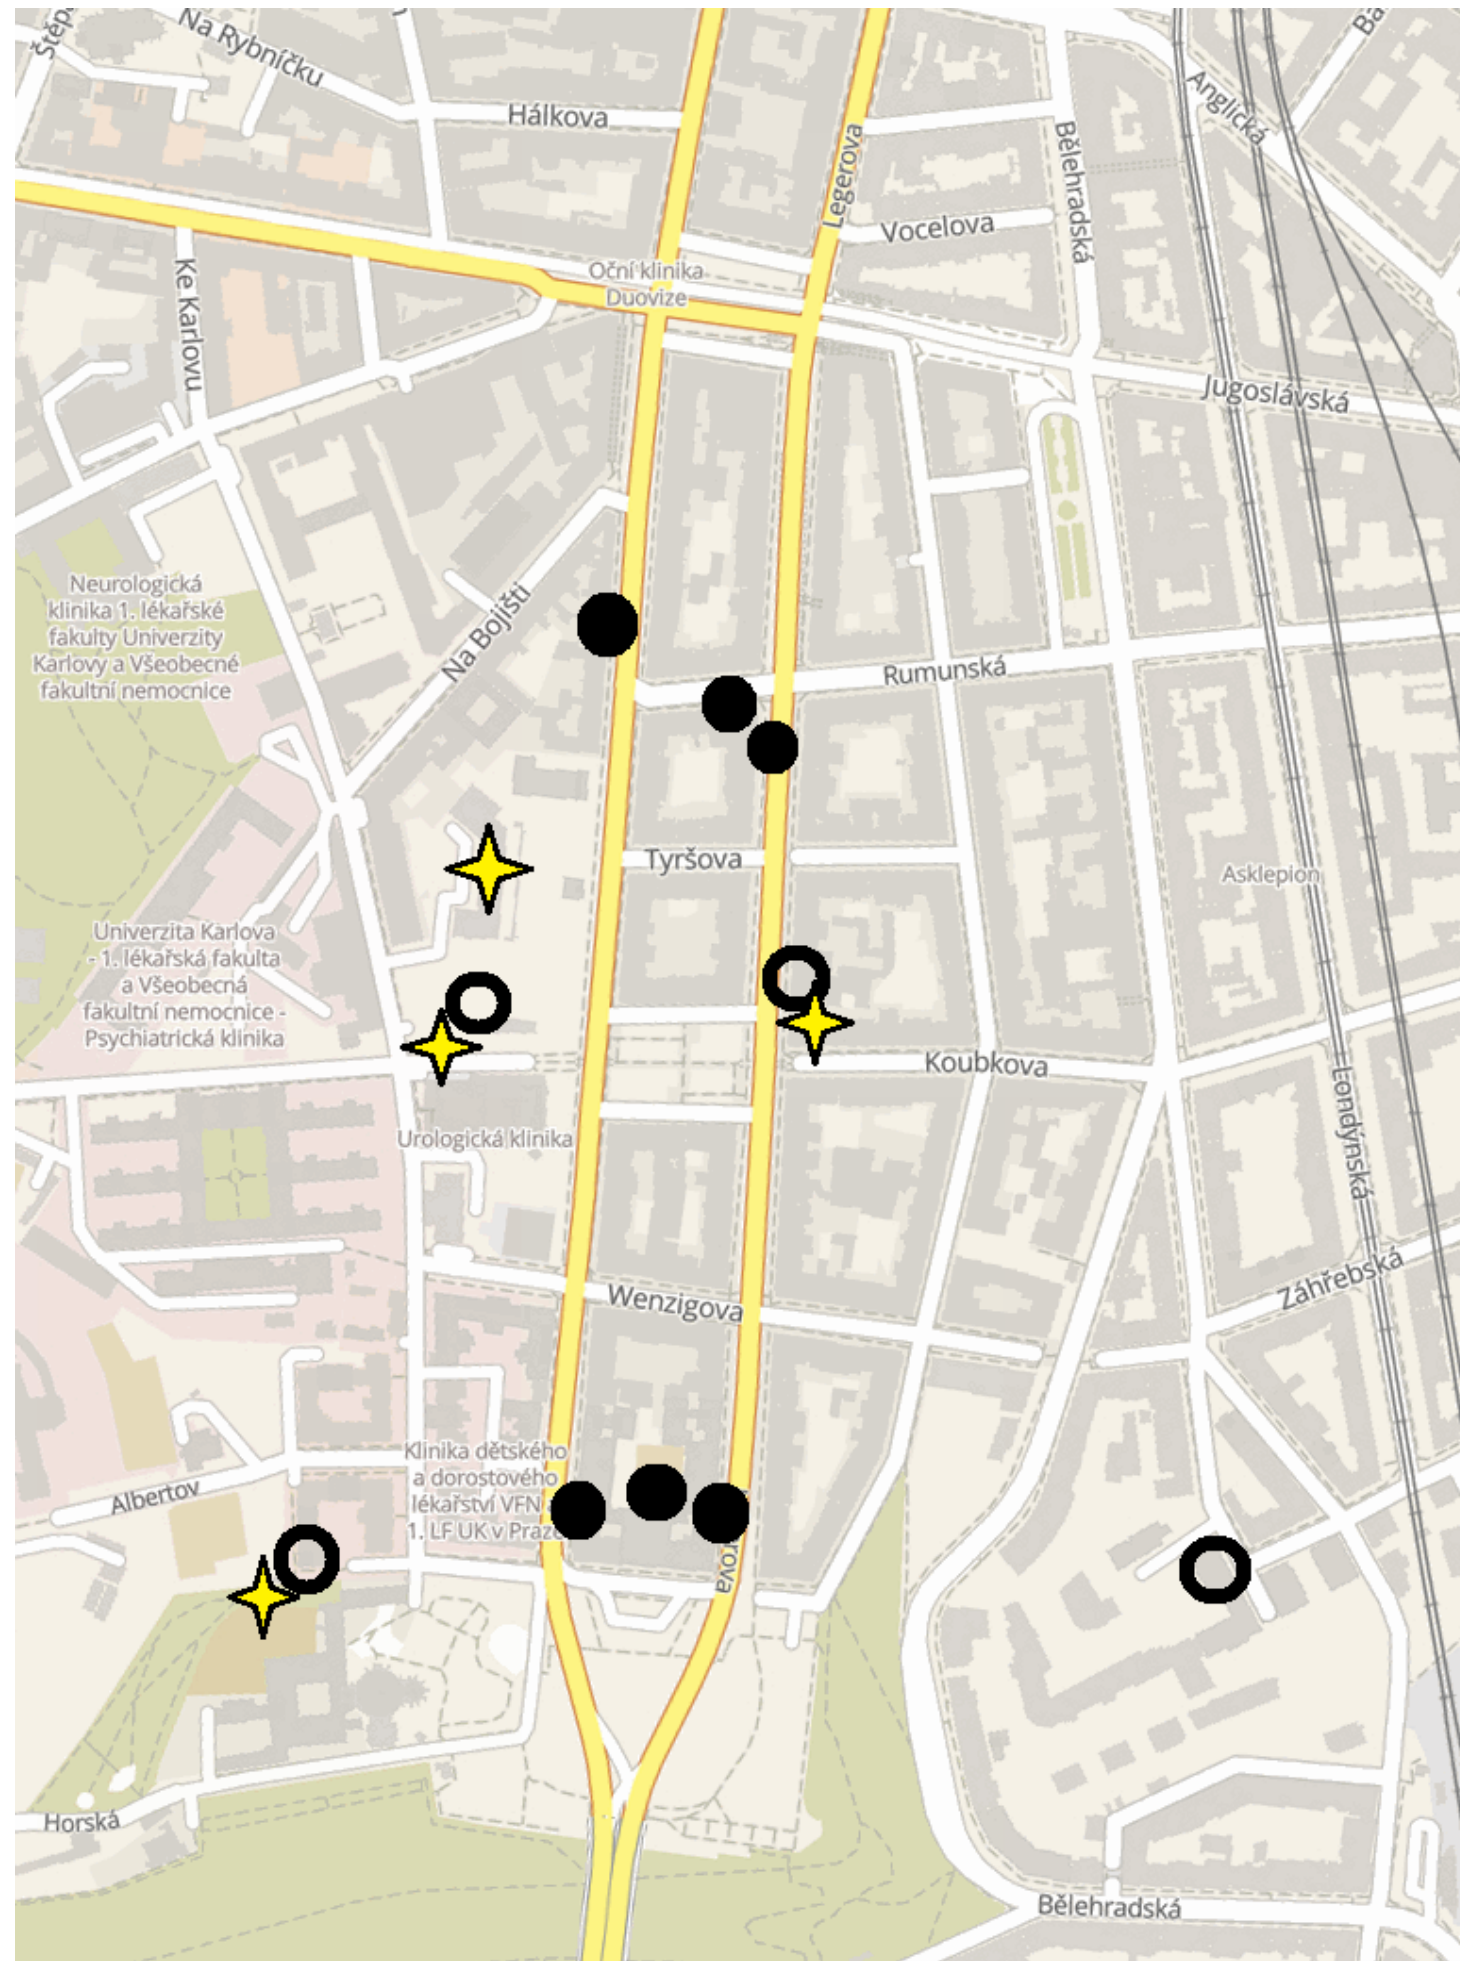 Na Rybníčku
Hálkova
Anglická
Legerova
Bělehradská
Vocelova
Ke Karlovu
Oční klinika
Duovize
Jugoslávská
Neurologická
klinika 1. lékařské
fakulty Univerzity
Karlovy a Všeobecné
fakultní nemocnice
Na Bojišti
Rumunská
Tyršova
Asklepion
Univerzita Karlova
- 1. lékařská fakulta
a Všeobecná
fakultní nemocnice -
Psychiatrická klinika
Koubkova
Londýnská
Urologická klinika
Záhřebská
Wenzigova
Klinika dětského
a dorostového
lékařství VFN
1. LF UK v Praze
Albertov
rova
Horská
Bělehradská